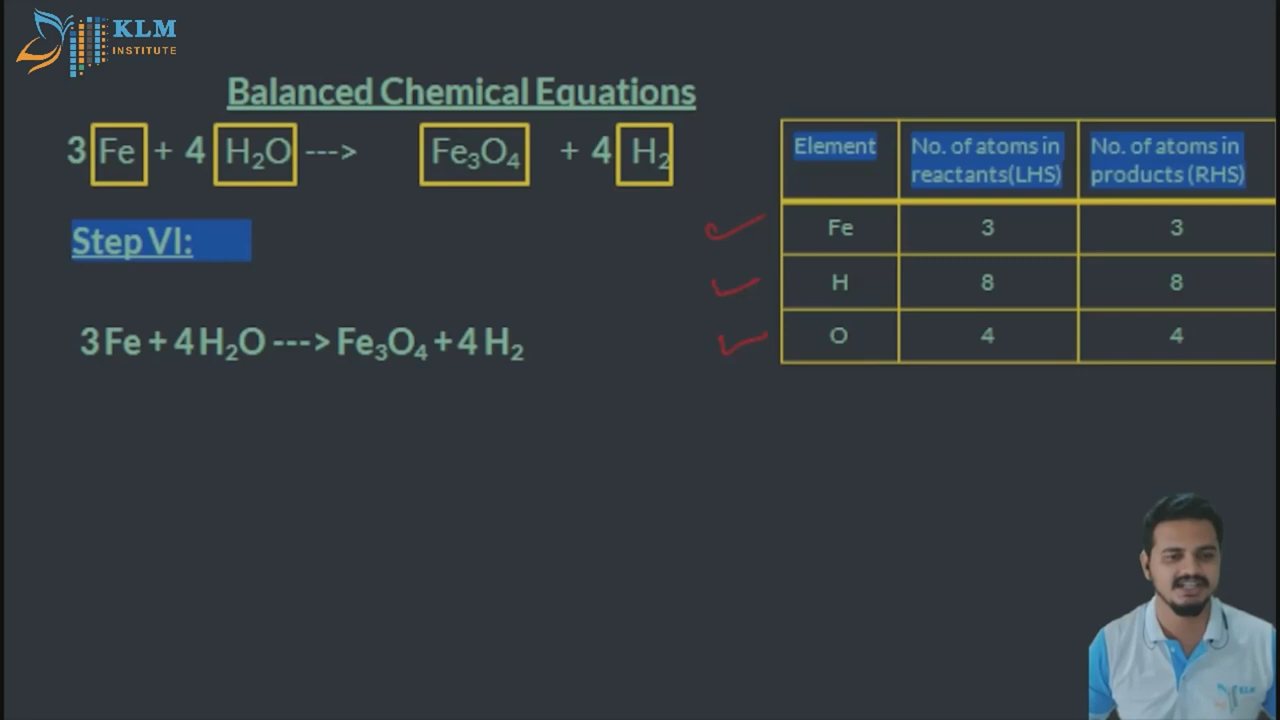 KLM
INSTITUTE
Balanced Chemical Equations
3 Fe + 4 H₂O ---> Fe₃O₄ + 4 H₂
Step VI:
3 Fe + 4 H₂O ---> Fe₃O₄ + 4 H₂
Element No. of atoms in reactants(LHS) No. of atoms in products (RHS)
Fe 3 3
H 8 8
O 4 4
KLM